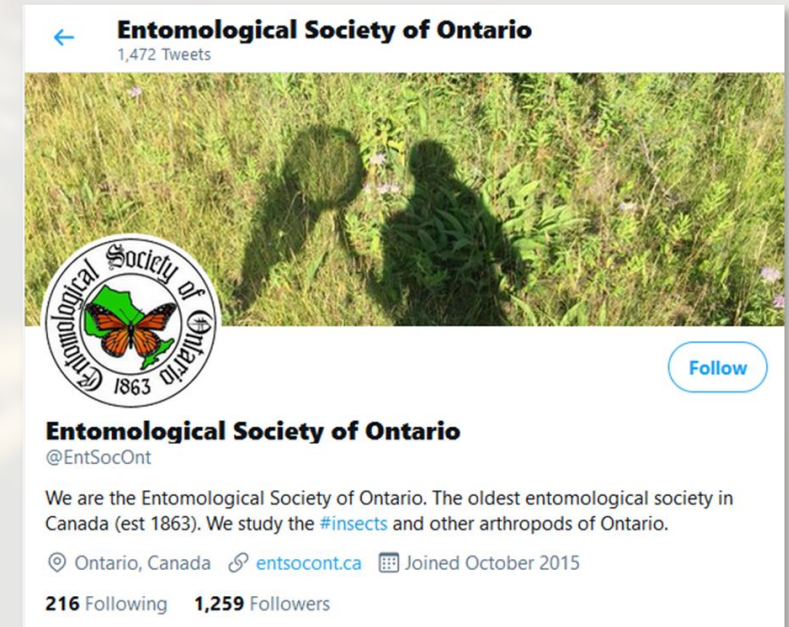 Entomological Society of Ontario
1,472 Tweets
Entomological Society of Ontario
1863
Follow
Entomological Society of Ontario
@EntSocOnt
We are the Entomological Society of Ontario. The oldest entomological society in
Canada (est 1863). We study the #insects and other arthropods of Ontario.
Ontario, Canada entsocont.ca Joined October 2015
216 Following 1,259 Followers